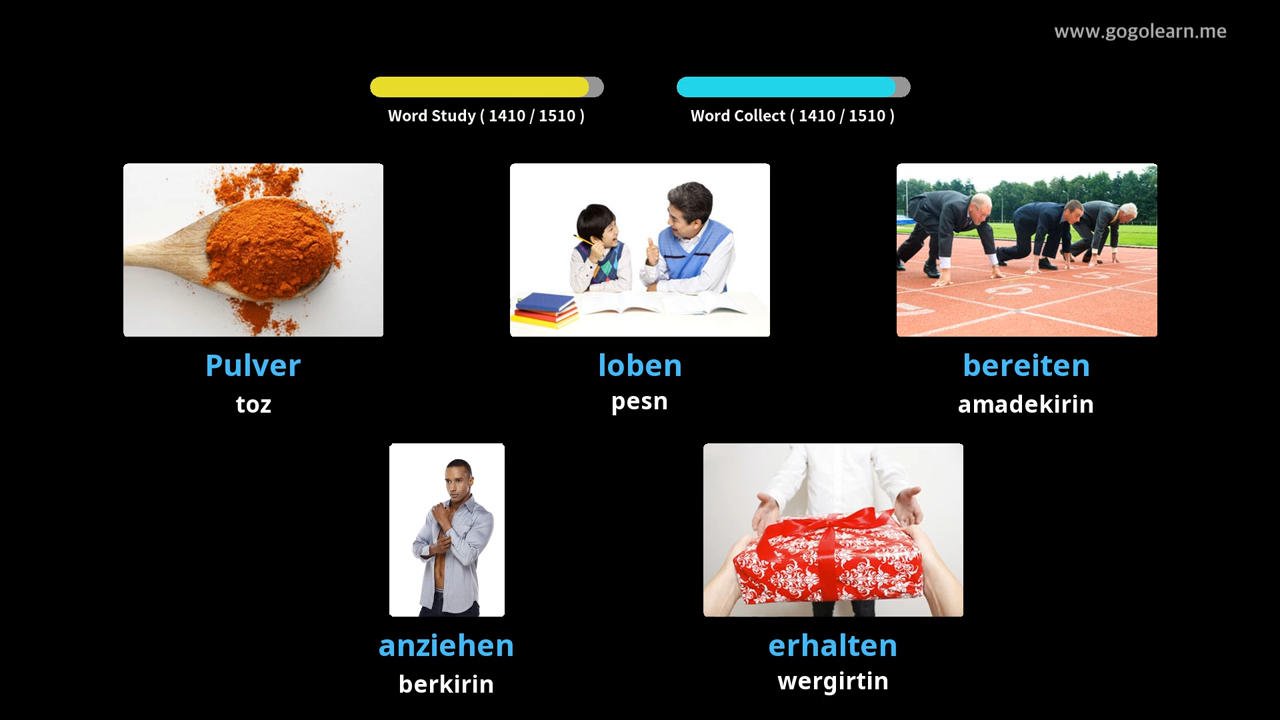 www.gogolearn.me
Word Study ( 1410 / 1510 )
Word Collect ( 1410 / 1510 )
Pulver
toz
loben
pesn
bereiten
amadekirin
anziehen
berkirin
erhalten
wergirtin